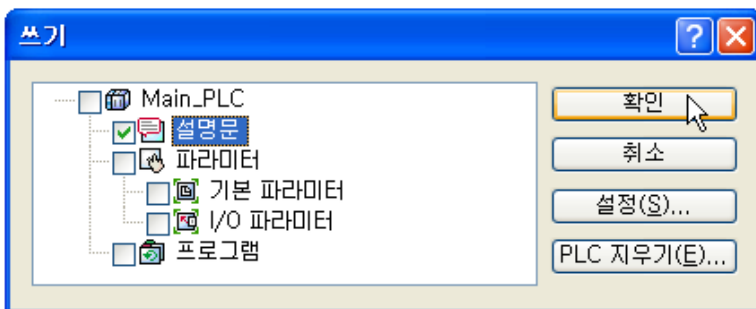 쓰기
Main_PLC
설명문
파라미터
기본 파라미터
I/O 파라미터
프로그램
확인
취소
설정(S)...
PLC 지우기(E)...